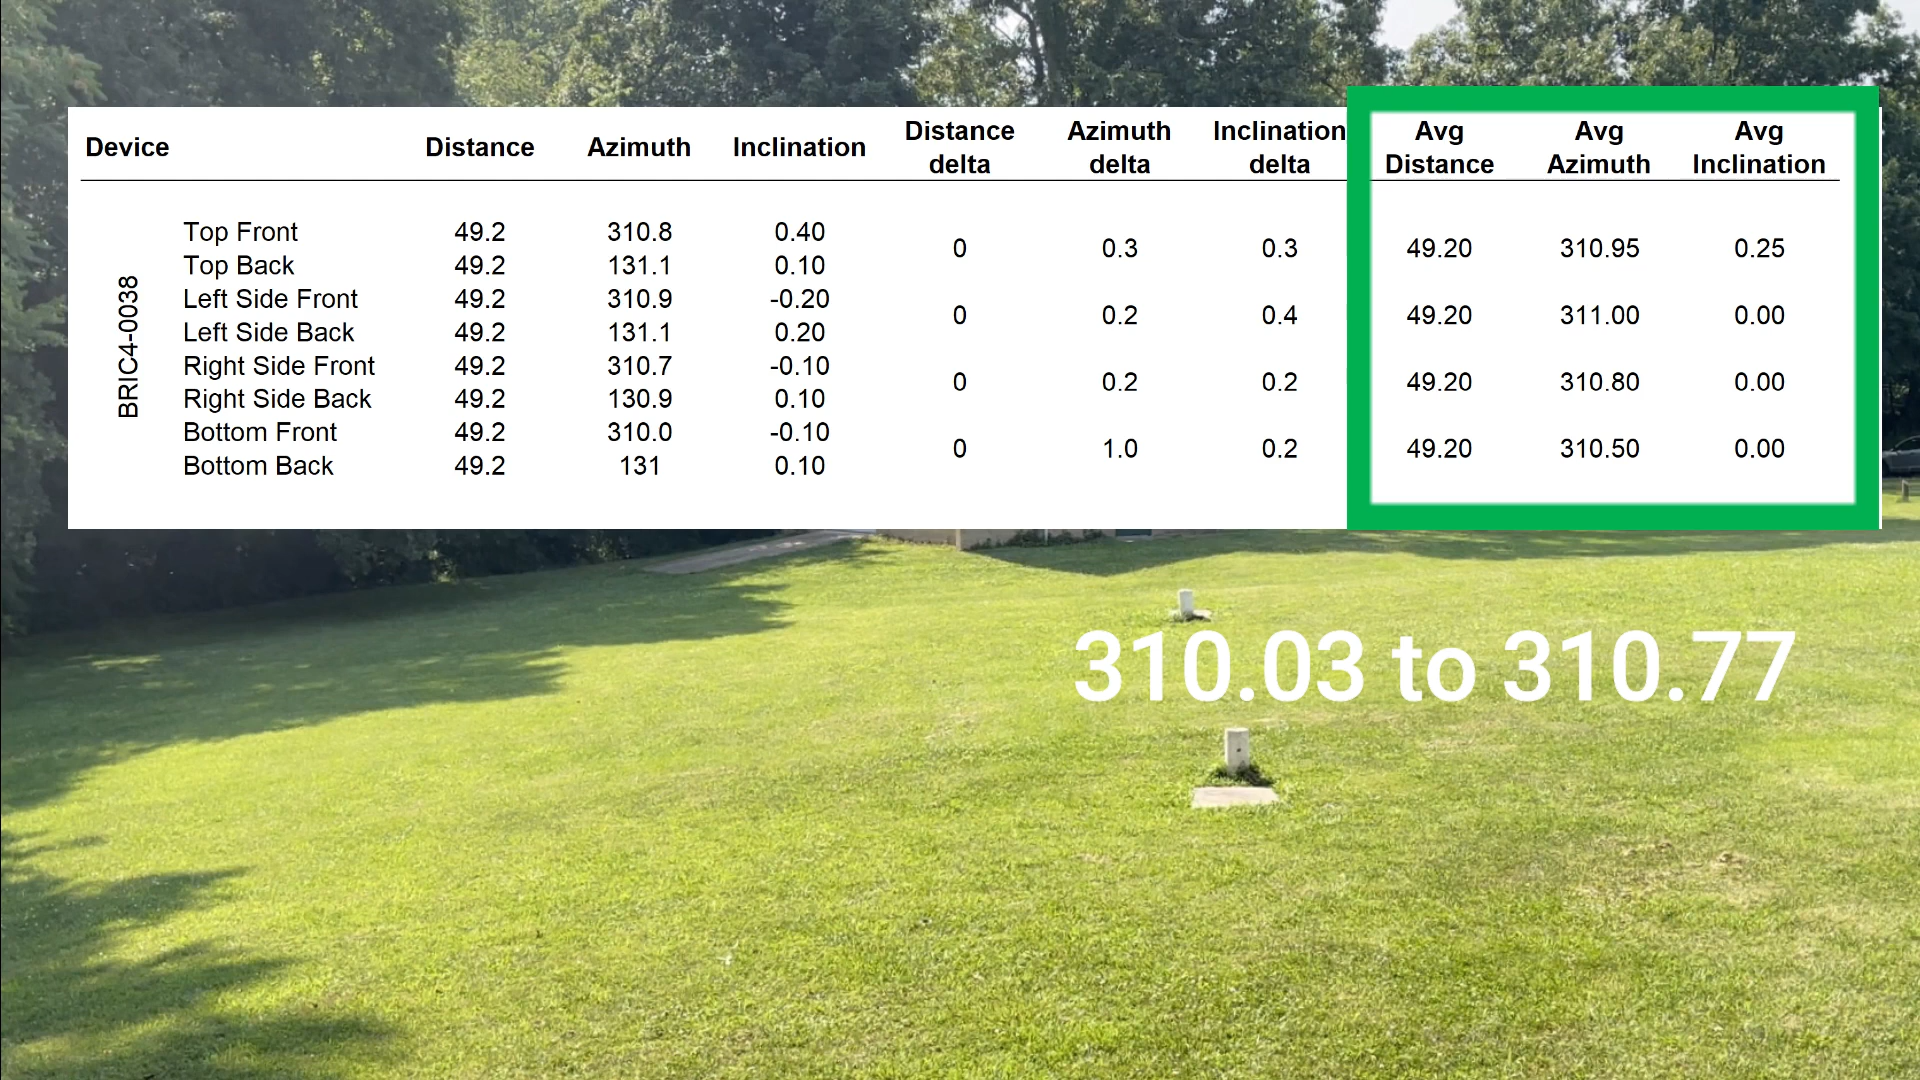 Device Distance Azimuth Inclination Distance delta Azimuth delta Inclination delta Avg Distance Avg Azimuth Avg Inclination
BRIC4-0038
Top Front 49.2 310.8 0.40
0 0.3 0.3 49.20 310.95 0.25
Top Back 49.2 131.1 0.10
Left Side Front 49.2 310.9 -0.20
0 0.2 0.4 49.20 311.00 0.00
Left Side Back 49.2 131.1 0.20
Right Side Front 49.2 310.7 -0.10
0 0.2 0.2 49.20 310.80 0.00
Right Side Back 49.2 130.9 0.10
Bottom Front 49.2 310.0 -0.10
0 1.0 0.2 49.20 310.50 0.00
Bottom Back 49.2 131 0.10
310.03 to 310.77